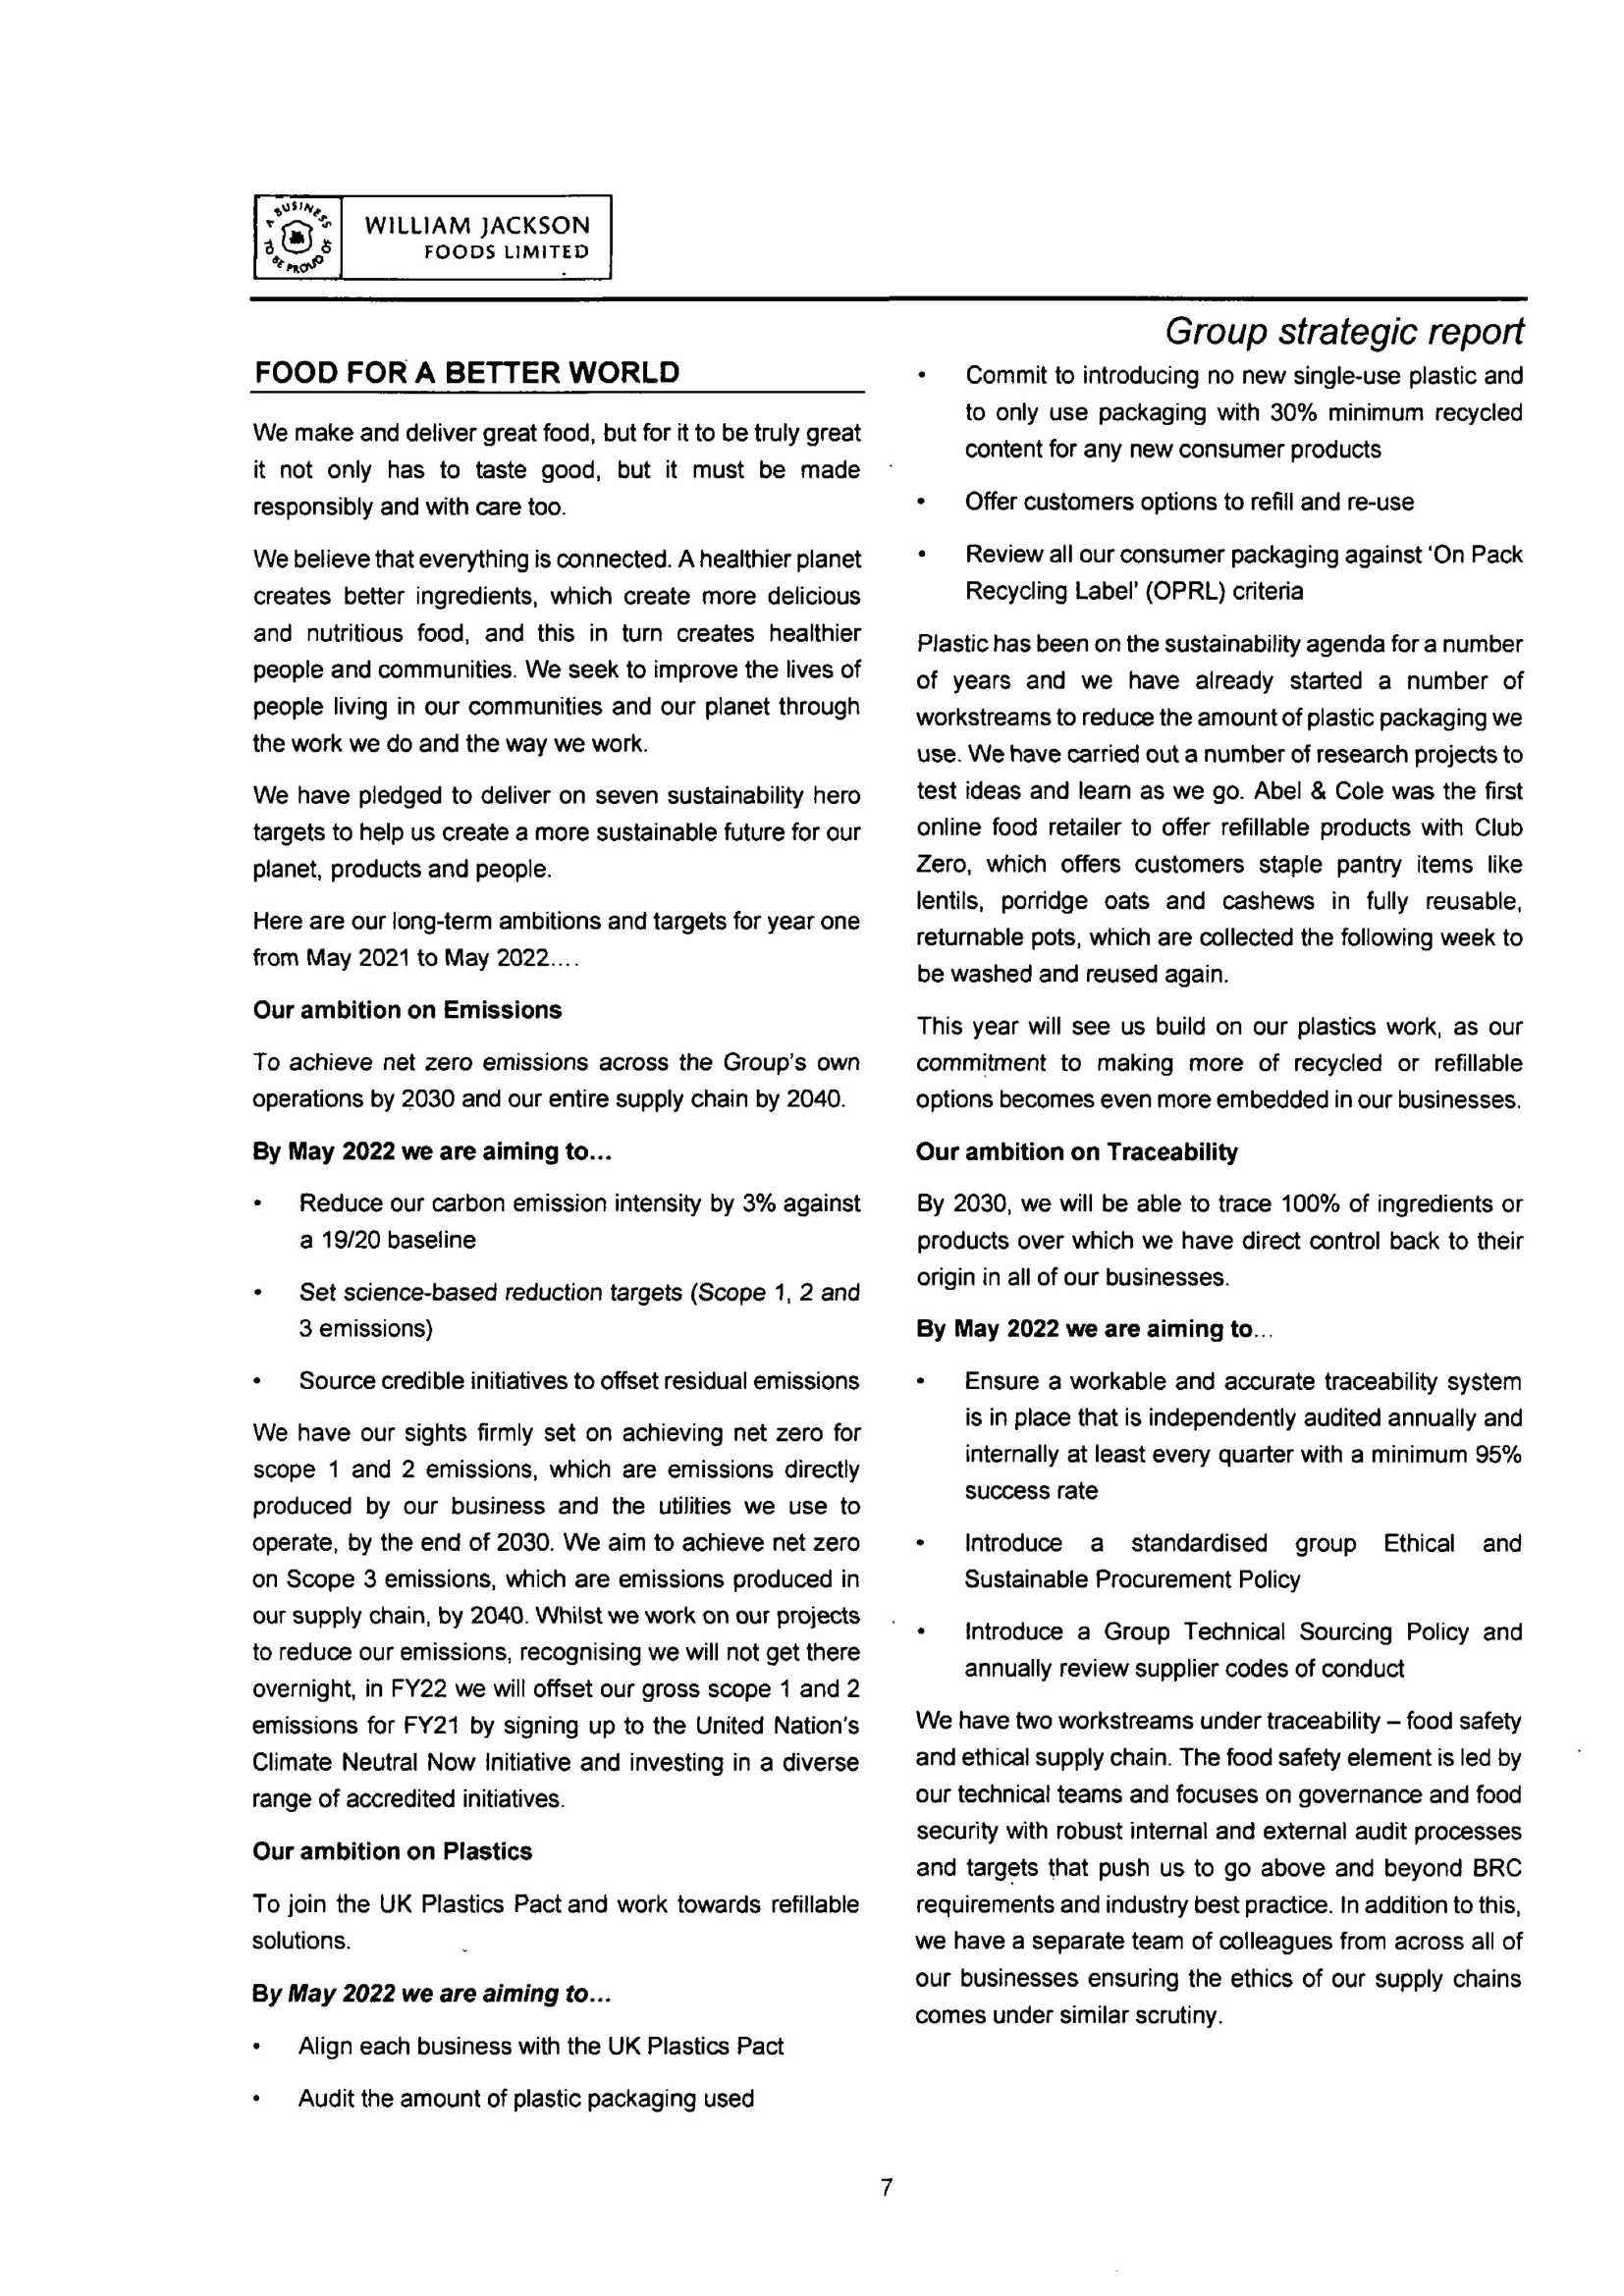 A BUSINESS
TO BE PROUD OF
WILLIAM JACKSON
FOODS LIMITED
Group strategic report
FOOD FOR A BETTER WORLD
We make and deliver great food, but for it to be truly great
it not only has to taste good, but it must be made
responsibly and with care too.
We believe that everything is connected. A healthier planet
creates better ingredients, which create more delicious
and nutritious food, and this in turn creates healthier
people and communities. We seek to improve the lives of
people living in our communities and our planet through
the work we do and the way we work.
We have pledged to deliver on seven sustainability hero
targets to help us create a more sustainable future for our
planet, products and people.
Here are our long-term ambitions and targets for year one
from May 2021 to May 2022....
Our ambition on Emissions
To achieve net zero emissions across the Group's own
operations by 2030 and our entire supply chain by 2040.
By May 2022 we are aiming to...
• Reduce our carbon emission intensity by 3% against
a 19/20 baseline
• Set science-based reduction targets (Scope 1, 2 and
3 emissions)
• Source credible initiatives to offset residual emissions
We have our sights firmly set on achieving net zero for
scope 1 and 2 emissions, which are emissions directly
produced by our business and the utilities we use to
operate, by the end of 2030. We aim to achieve net zero
on Scope 3 emissions, which are emissions produced in
our supply chain, by 2040. Whilst we work on our projects
to reduce our emissions, recognising we will not get there
overnight, in FY22 we will offset our gross scope 1 and 2
emissions for FY21 by signing up to the United Nation's
Climate Neutral Now Initiative and investing in a diverse
range of accredited initiatives.
Our ambition on Plastics
To join the UK Plastics Pact and work towards refillable
solutions.
By May 2022 we are aiming to...
• Align each business with the UK Plastics Pact
• Audit the amount of plastic packaging used
• Commit to introducing no new single-use plastic and
to only use packaging with 30% minimum recycled
content for any new consumer products
• Offer customers options to refill and re-use
• Review all our consumer packaging against 'On Pack
Recycling Label' (OPRL) criteria
Plastic has been on the sustainability agenda for a number
of years and we have already started a number of
workstreams to reduce the amount of plastic packaging we
use. We have carried out a number of research projects to
test ideas and learn as we go. Abel & Cole was the first
online food retailer to offer refillable products with Club
Zero, which offers customers staple pantry items like
lentils, porridge oats and cashews in fully reusable,
returnable pots, which are collected the following week to
be washed and reused again.
This year will see us build on our plastics work, as our
commitment to making more of recycled or refillable
options becomes even more embedded in our businesses.
Our ambition on Traceability
By 2030, we will be able to trace 100% of ingredients or
products over which we have direct control back to their
origin in all of our businesses.
By May 2022 we are aiming to...
• Ensure a workable and accurate traceability system
is in place that is independently audited annually and
internally at least every quarter with a minimum 95%
success rate
• Introduce a standardised group Ethical and
Sustainable Procurement Policy
• Introduce a Group Technical Sourcing Policy and
annually review supplier codes of conduct
We have two workstreams under traceability – food safety
and ethical supply chain. The food safety element is led by
our technical teams and focuses on governance and food
security with robust internal and external audit processes
and targets that push us to go above and beyond BRC
requirements and industry best practice. In addition to this,
we have a separate team of colleagues from across all of
our businesses ensuring the ethics of our supply chains
comes under similar scrutiny.
7